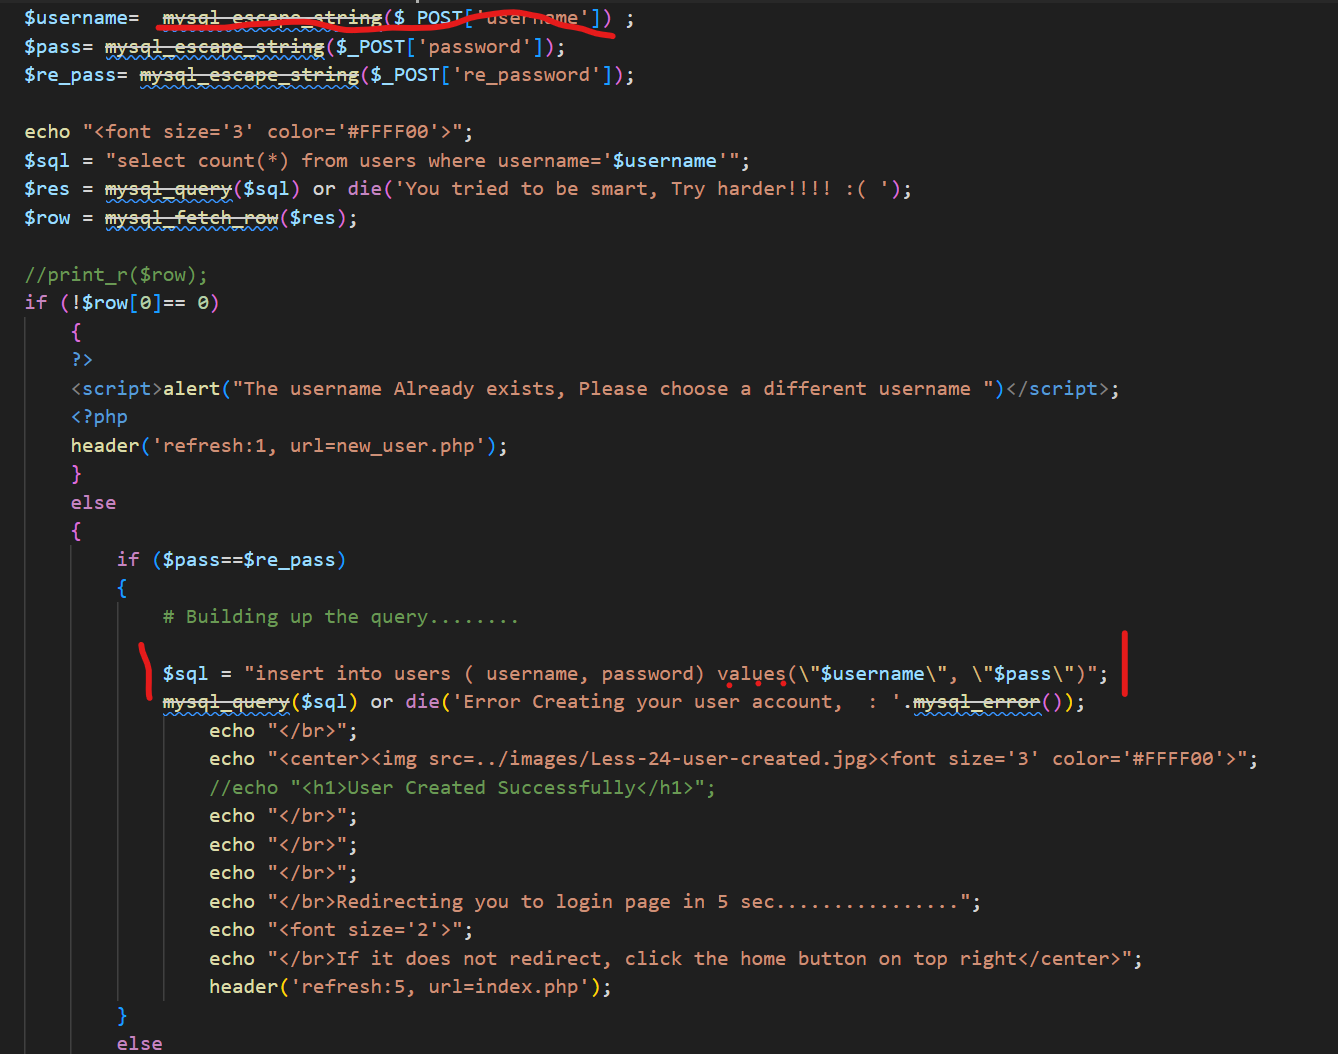 $username=  mysql_escape_string($_POST['username']) ;
$pass= mysql_escape_string($_POST['password']);
$re_pass= mysql_escape_string($_POST['re_password']);
echo "<font size='3' color='#FFFF00'>";
$sql = "select count(*) from users where username='$username'";
$res = mysql_query($sql) or die('You tried to be smart, Try harder!!!! :( ');
$row = mysql_fetch_row($res);
//print_r($row);
if (!$row[0]== 0)
{
?>
<script>alert("The username Already exists, Please choose a different username ")</script>;
<?php
header('refresh:1, url=new_user.php');
}
else
{
if ($pass==$re_pass)
{
# Building up the query........
$sql = "insert into users ( username, password) values(\"$username\", \"$pass\")";
mysql_query($sql) or die('Error Creating your user account,  : '.mysql_error());
echo "</br>";
echo "<center><img src=../images/Less-24-user-created.jpg><font size='3' color='#FFFF00'>";
//echo "<h1>User Created Successfully</h1>";
echo "</br>";
echo "</br>";
echo "</br>";
echo "</br>Redirecting you to login page in 5 sec................";
echo "<font size='2'>";
echo "</br>If it does not redirect, click the home button on top right</center>";
header('refresh:5, url=index.php');
}
else